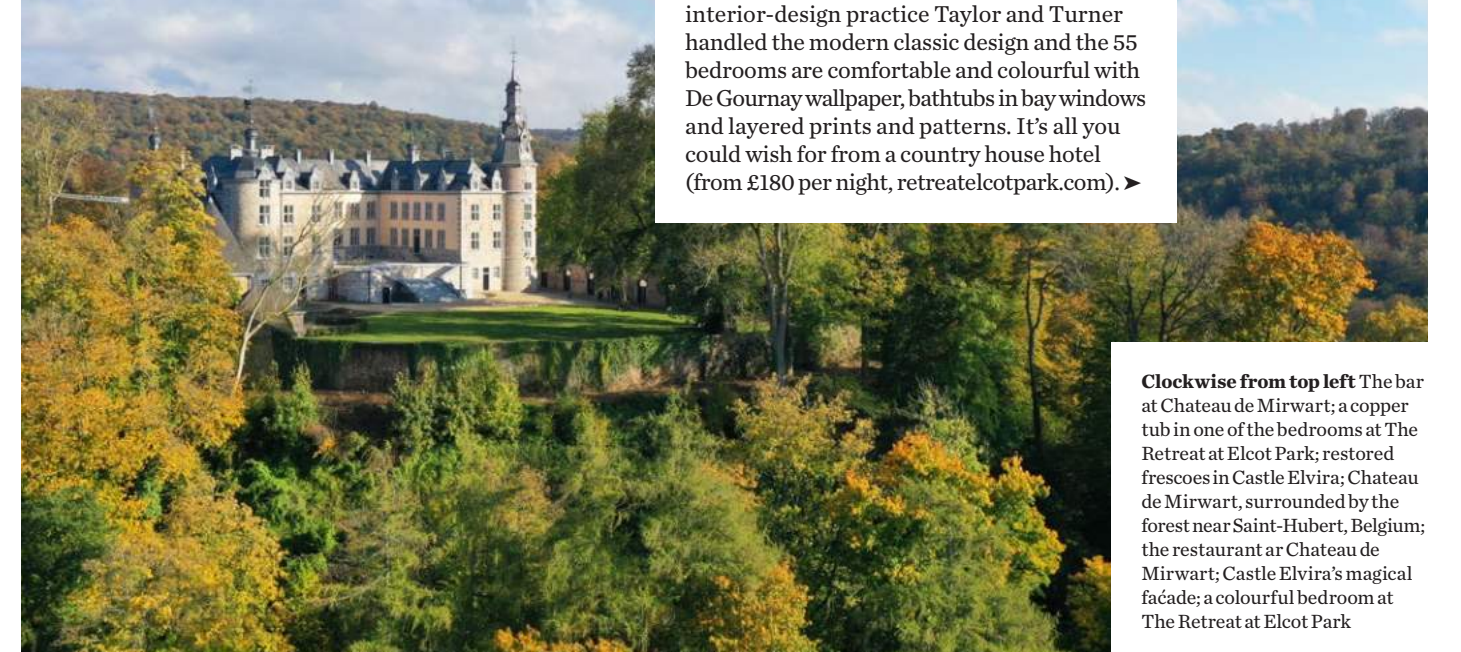 interior-design practice Taylor and Turner
handled the modern classic design and the 55
bedrooms are comfortable and colourful with
De Gournay wallpaper, bathtubs in bay windows
and layered prints and patterns. It’s all you
could wish for from a country house hotel
(from £180 per night, retreatelcotpark.com). ➤
Clockwise from top left The bar
at Chateau de Mirwart; a copper
tub in one of the bedrooms at The
Retreat at Elcot Park; restored
frescoes in Castle Elvira; Chateau
de Mirwart, surrounded by the
forest near Saint-Hubert, Belgium;
the restaurant ar Chateau de
Mirwart; Castle Elvira’s magical
faćade; a colourful bedroom at
The Retreat at Elcot Park